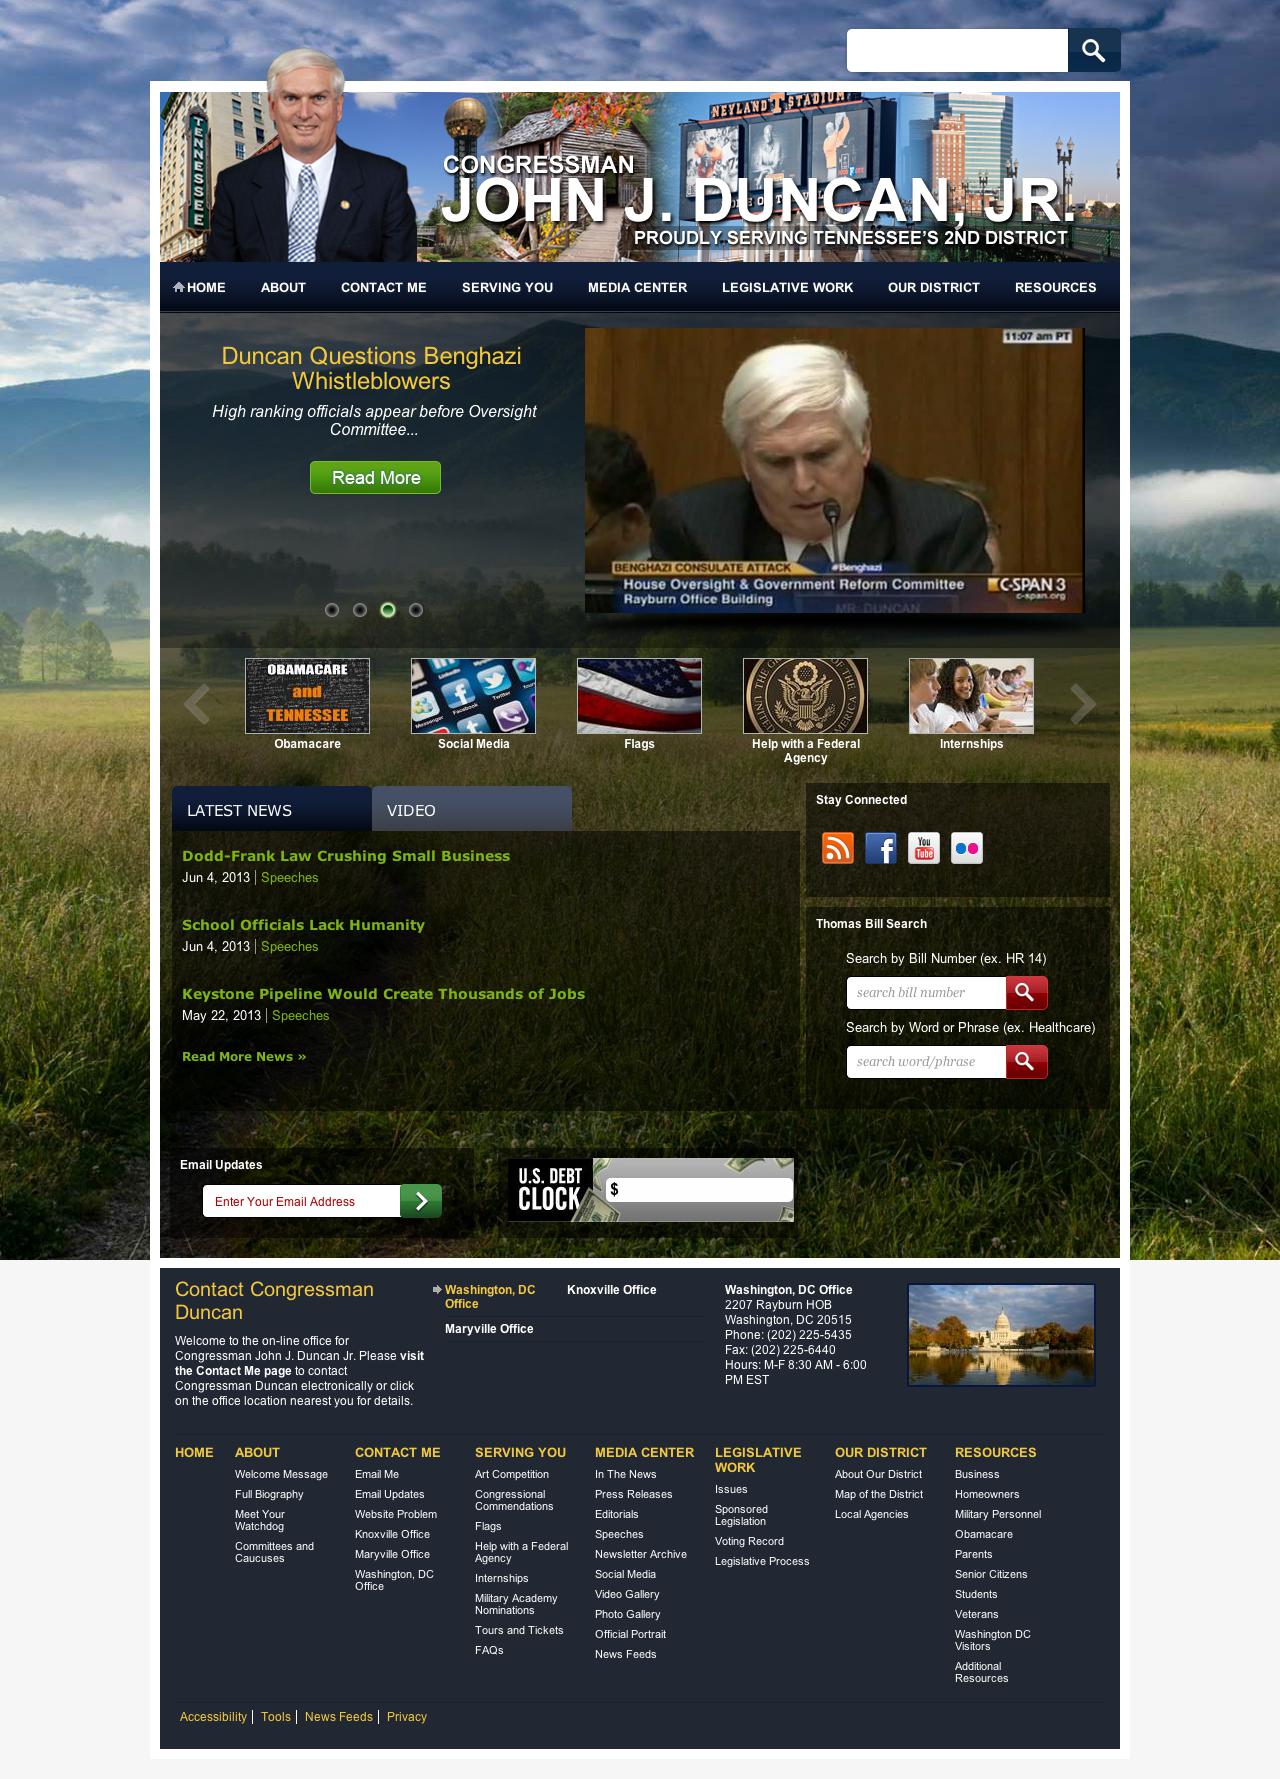 TENNESSEE
NEYLAND STADIUM
CONGRESSMAN
JOHN J. DUNCAN, JR.
PROUDLY SERVING TENNESSEE'S 2ND DISTRICT
HOME ABOUT CONTACT ME SERVING YOU MEDIA CENTER LEGISLATIVE WORK OUR DISTRICT RESOURCES
Duncan Questions Benghazi
Whistleblowers
High ranking officials appear before Oversight
Committee...
Read More
11:07 am PT
BENGHAZI CONSULATE ATTACK #Benghazi
House Oversight & Government Reform Committee
Rayburn Office Building
C-SPAN 3
c-span.org
MR. DUNCAN
OBAMACARE
and
TENNESSEE
LinkedIn
Twitter
Facebook
Messenger
Obamacare
Social Media
Flags
Help with a Federal
Agency
Internships
LATEST NEWS VIDEO
Dodd-Frank Law Crushing Small Business
Jun 4, 2013 | Speeches
School Officials Lack Humanity
Jun 4, 2013 | Speeches
Keystone Pipeline Would Create Thousands of Jobs
May 22, 2013 | Speeches
Read More News »
Stay Connected
You
Tube
Thomas Bill Search
Search by Bill Number (ex. HR 14)
search bill number
Search by Word or Phrase (ex. Healthcare)
search word/phrase
Email Updates
Enter Your Email Address
U.S. DEBT
CLOCK
$
Contact Congressman
Duncan
Welcome to the on-line office for
Congressman John J. Duncan Jr. Please visit
the Contact Me page to contact
Congressman Duncan electronically or click
on the office location nearest you for details.
Washington, DC
Office
Knoxville Office
Maryville Office
Washington, DC Office
2207 Rayburn HOB
Washington, DC 20515
Phone: (202) 225-5435
Fax: (202) 225-6440
Hours: M-F 8:30 AM - 6:00
PM EST
HOME
ABOUT
Welcome Message
Full Biography
Meet Your
Watchdog
Committees and
Caucuses
CONTACT ME
Email Me
Email Updates
Website Problem
Knoxville Office
Maryville Office
Washington, DC
Office
SERVING YOU
Art Competition
Congressional
Commendations
Flags
Help with a Federal
Agency
Internships
Military Academy
Nominations
Tours and Tickets
FAQs
MEDIA CENTER
In The News
Press Releases
Editorials
Speeches
Newsletter Archive
Social Media
Video Gallery
Photo Gallery
Official Portrait
News Feeds
LEGISLATIVE
WORK
Issues
Sponsored
Legislation
Voting Record
Legislative Process
OUR DISTRICT
About Our District
Map of the District
Local Agencies
RESOURCES
Business
Homeowners
Military Personnel
Obamacare
Parents
Senior Citizens
Students
Veterans
Washington DC
Visitors
Additional
Resources
Accessibility | Tools | News Feeds | Privacy